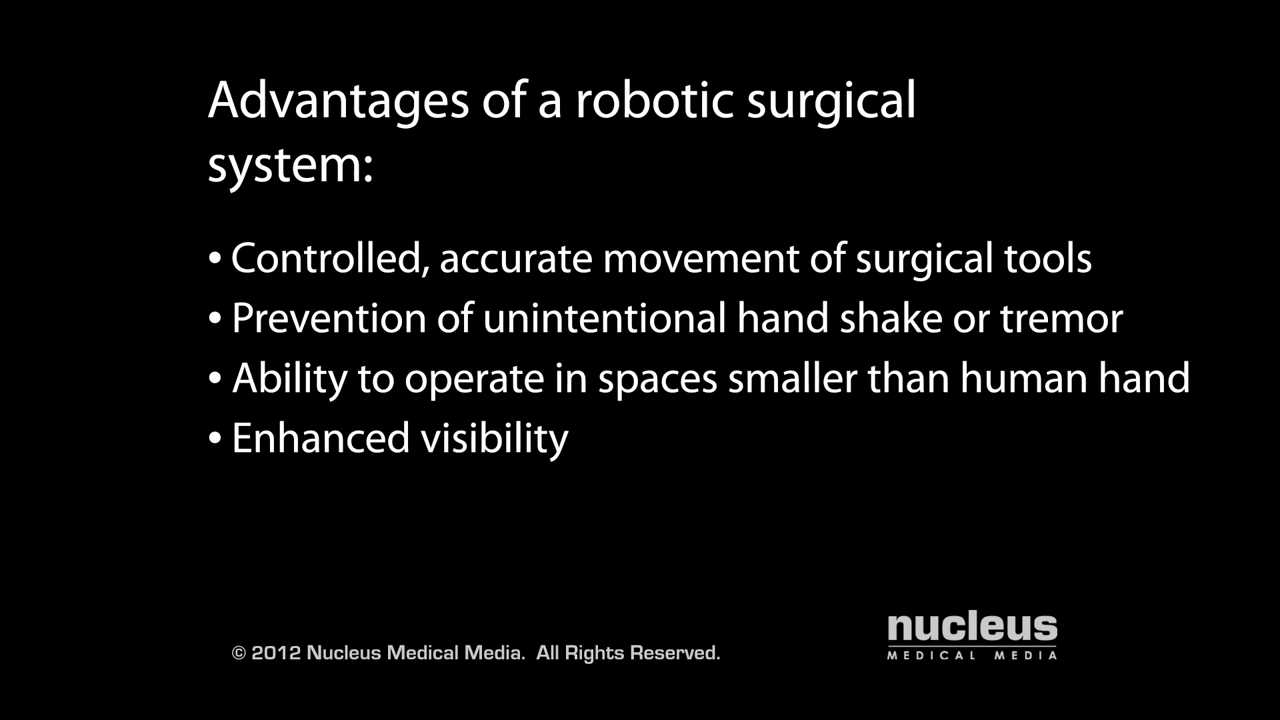 Advantages of a robotic surgical
system:
• Controlled, accurate movement of surgical tools
• Prevention of unintentional hand shake or tremor
• Ability to operate in spaces smaller than human hand
• Enhanced visibility
© 2012 Nucleus Medical Media.  All Rights Reserved.
nucleus
MEDICAL MEDIA